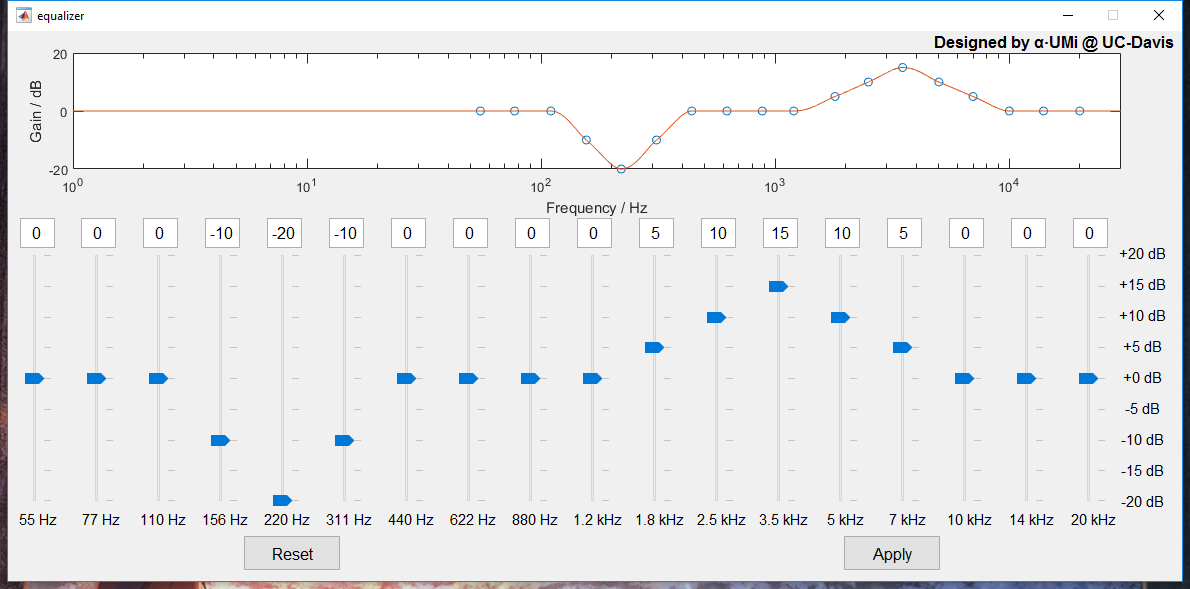 equalizer
Designed by α·UMi @ UC-Davis
Gain / dB
20
0
-20
10^0 10^1 10^2 10^3 10^4
Frequency / Hz
0 0 0 -10 -20 -10 0 0 0 0 5 10 15 10 5 0 0 0
+20 dB
+15 dB
+10 dB
+5 dB
+0 dB
-5 dB
-10 dB
-15 dB
-20 dB
55 Hz 77 Hz 110 Hz 156 Hz 220 Hz 311 Hz 440 Hz 622 Hz 880 Hz 1.2 kHz 1.8 kHz 2.5 kHz 3.5 kHz 5 kHz 7 kHz 10 kHz 14 kHz 20 kHz
Reset Apply